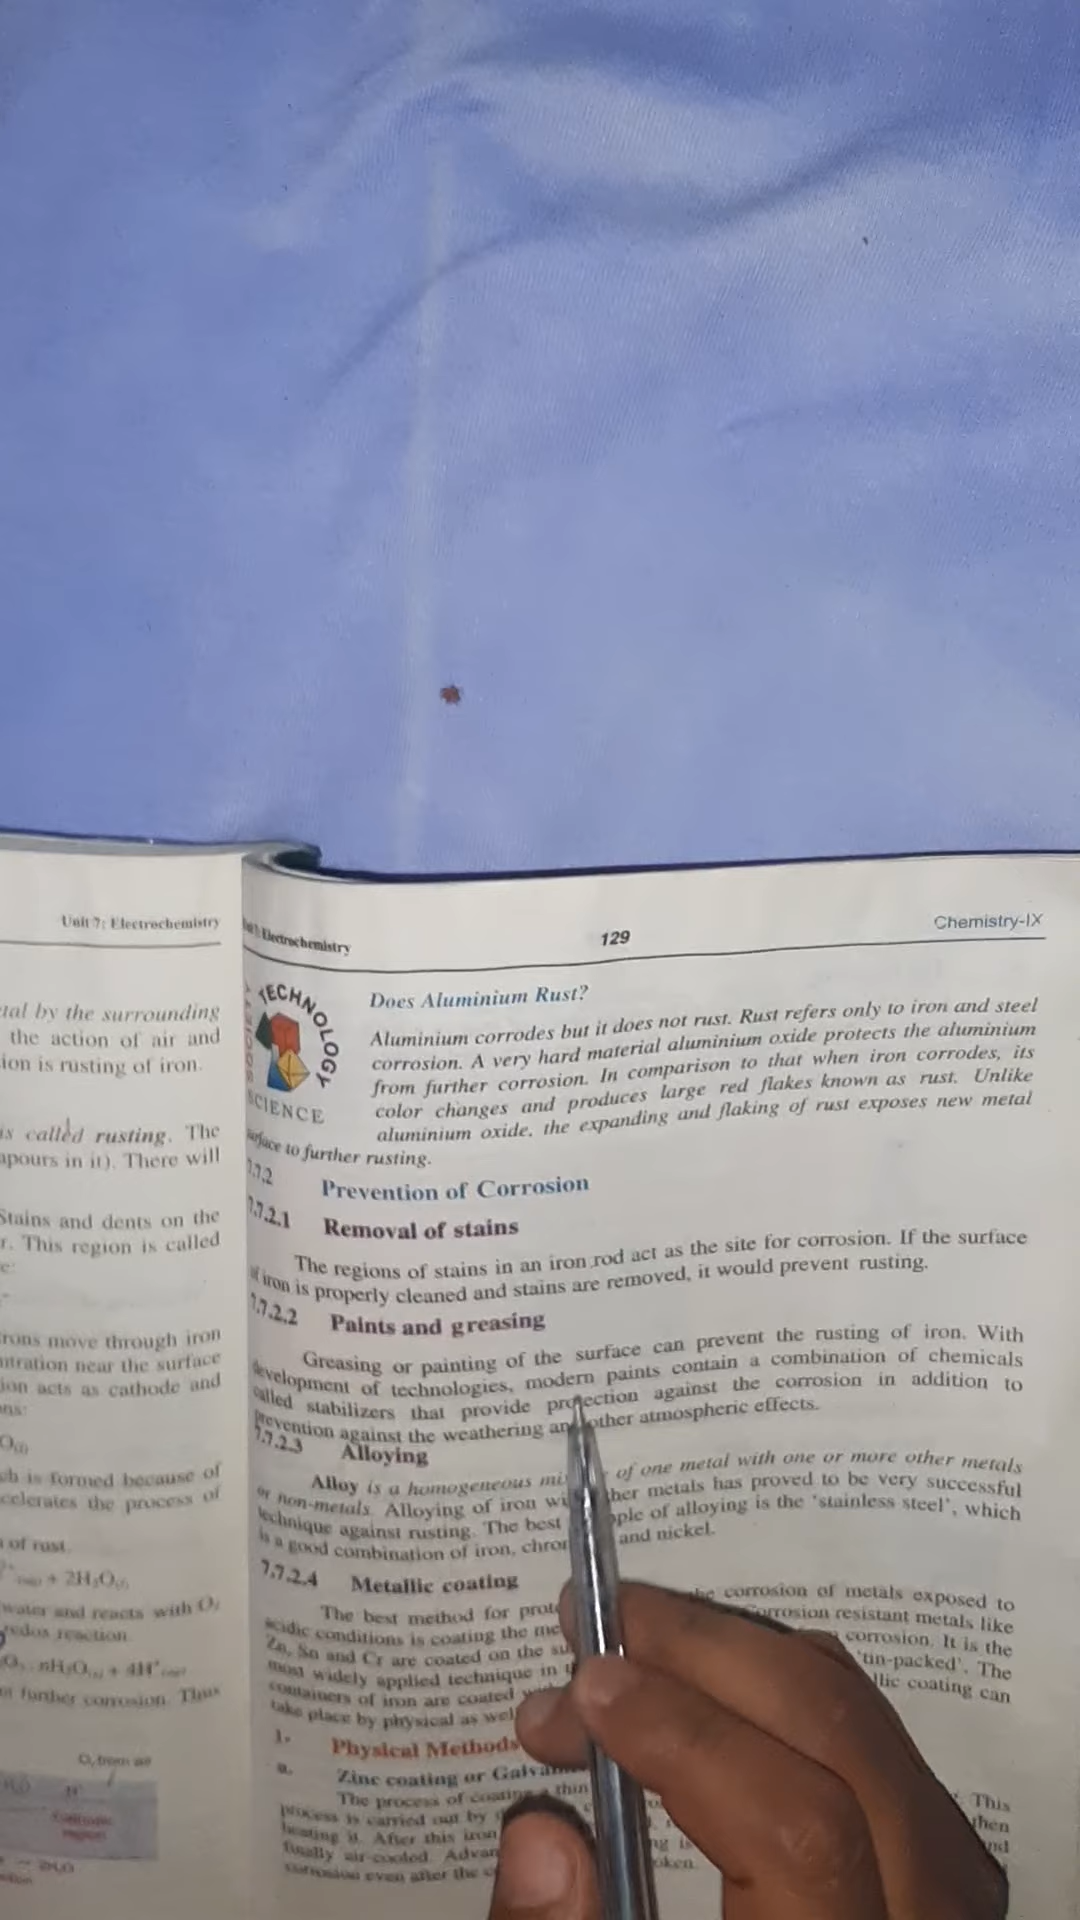 Unit 7: Electrochemistry
tal by the surrounding
the action of air and
ion is rusting of iron.
is called rusting. The
apours in it). There will
Stains and dents on the
r. This region is called
rons move through iron
ntration near the surface
ion acts as cathode and
ch is formed because of
celerates the process of
of rust.
+ 2H₂O
water and reacts with O₂
redox reaction
nH₂O + 4H⁺
further corrosion. Thus
O₂ from air
Electrochemistry
129
Chemistry-IX
SOCIETY TECHNOLOGY SCIENCE
Does Aluminium Rust?
Aluminium corrodes but it does not rust. Rust refers only to iron and steel
corrosion. A very hard material aluminium oxide protects the aluminium
from further corrosion. In comparison to that when iron corrodes, its
color changes and produces large red flakes known as rust. Unlike
aluminium oxide, the expanding and flaking of rust exposes new metal
surface to further rusting.
7.7.2 Prevention of Corrosion
7.7.2.1 Removal of stains
The regions of stains in an iron rod act as the site for corrosion. If the surface
of iron is properly cleaned and stains are removed, it would prevent rusting.
7.7.2.2 Paints and greasing
Greasing or painting of the surface can prevent the rusting of iron. With
development of technologies, modern paints contain a combination of chemicals
called stabilizers that provide protection against the corrosion in addition to
prevention against the weathering an other atmospheric effects.
7.7.2.3 Alloying
Alloy is a homogeneous mi of one metal with one or more other metals
or non-metals. Alloying of iron wi her metals has proved to be very successful
technique against rusting. The best ple of alloying is the 'stainless steel', which
is a good combination of iron, chro and nickel.
7.7.2.4 Metallic coating
The best method for prote the corrosion of metals exposed to
acidic conditions is coating the me Corrosion resistant metals like
Zn, Sn and Cr are coated on the su corrosion. It is the
most widely applied technique in 'tin-packed'. The
containers of iron are coated llic coating can
take place by physical as wel
1. Physical Methods
a. Zinc coating or Galva
The process of coating a thin This
process is carried out by then
heating it. After this iron
finally air-cooled. Advan ng is
corrosion even after the oken.